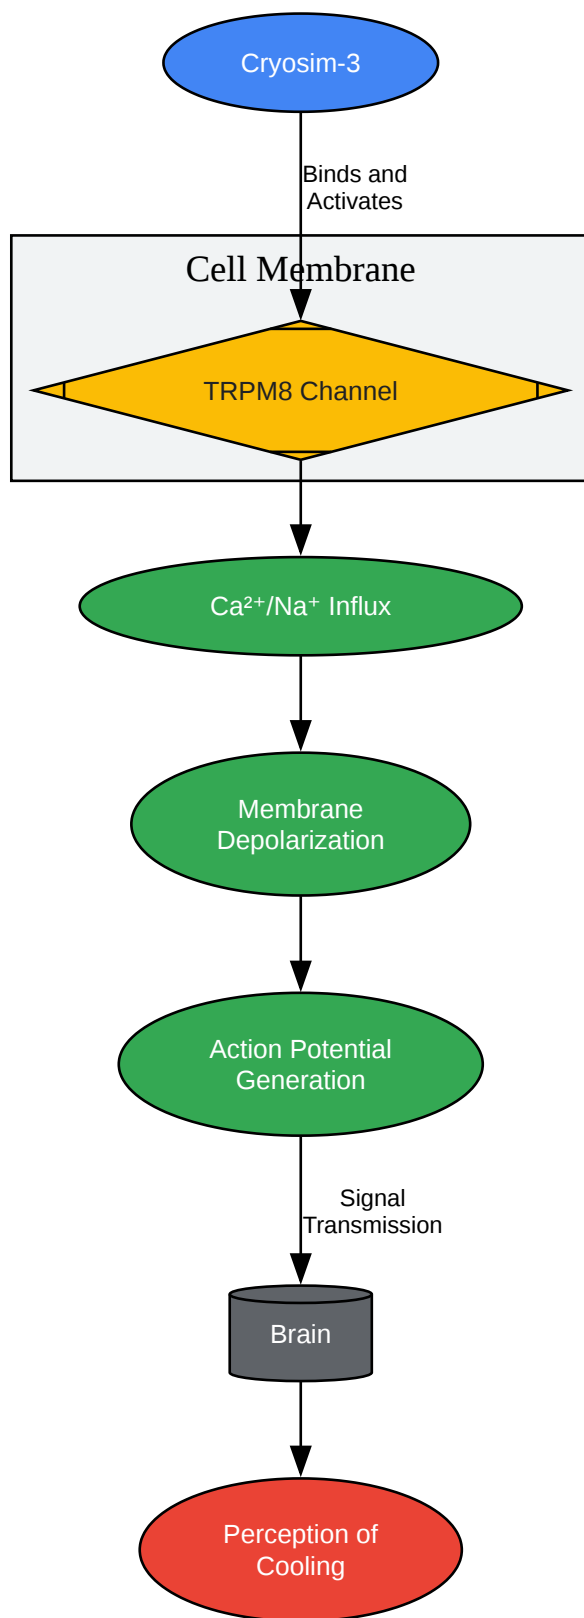 Cryosim-3
Binds and
Activates
Cell Membrane
TRPM8 Channel
Ca²⁺/Na⁺ Influx
Membrane
Depolarization
Action Potential
Generation
Signal
Transmission
Brain
Perception of
Cooling